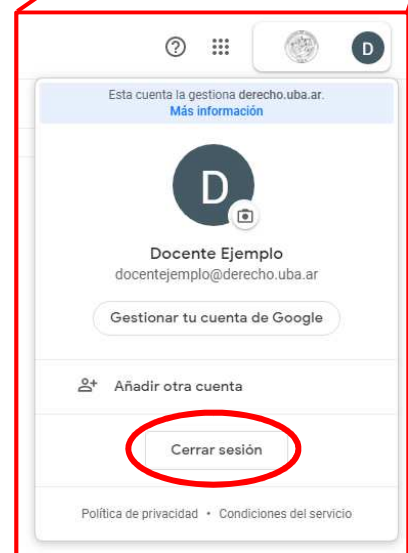 D
Esta cuenta la gestiona derecho.uba.ar.
Más información
D
Docente Ejemplo
docentejemplo@derecho.uba.ar
Gestionar tu cuenta de Google
Añadir otra cuenta
Cerrar sesión
Política de privacidad • Condiciones del servicio